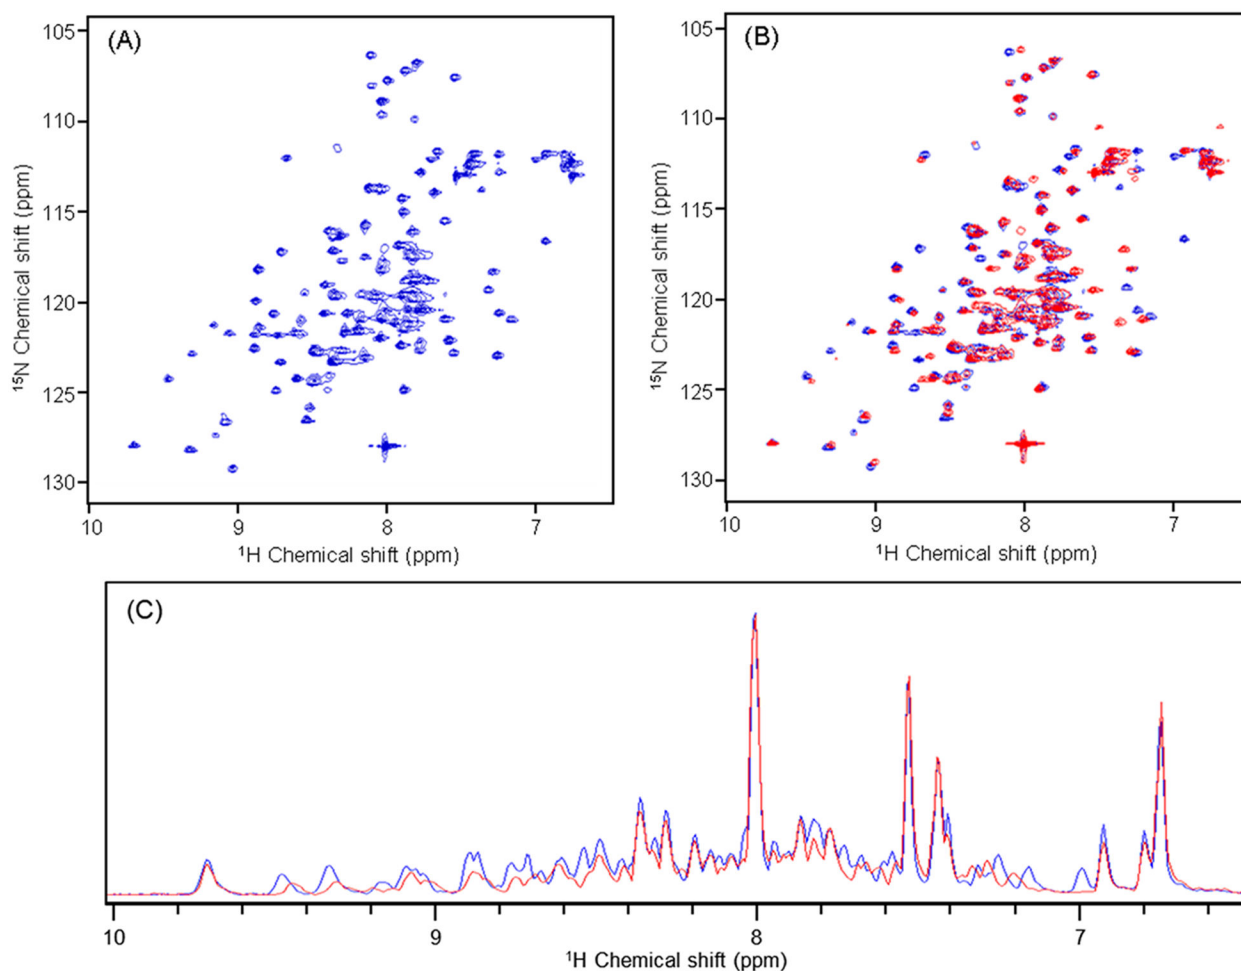 (A)
105
110
115
120
125
130
¹⁵N Chemical shift (ppm)
10 9 8 7
¹H Chemical shift (ppm)
(B)
105
110
115
120
125
130
¹⁵N Chemical shift (ppm)
10 9 8 7
¹H Chemical shift (ppm)
(C)
10 9 8 7
¹H Chemical shift (ppm)